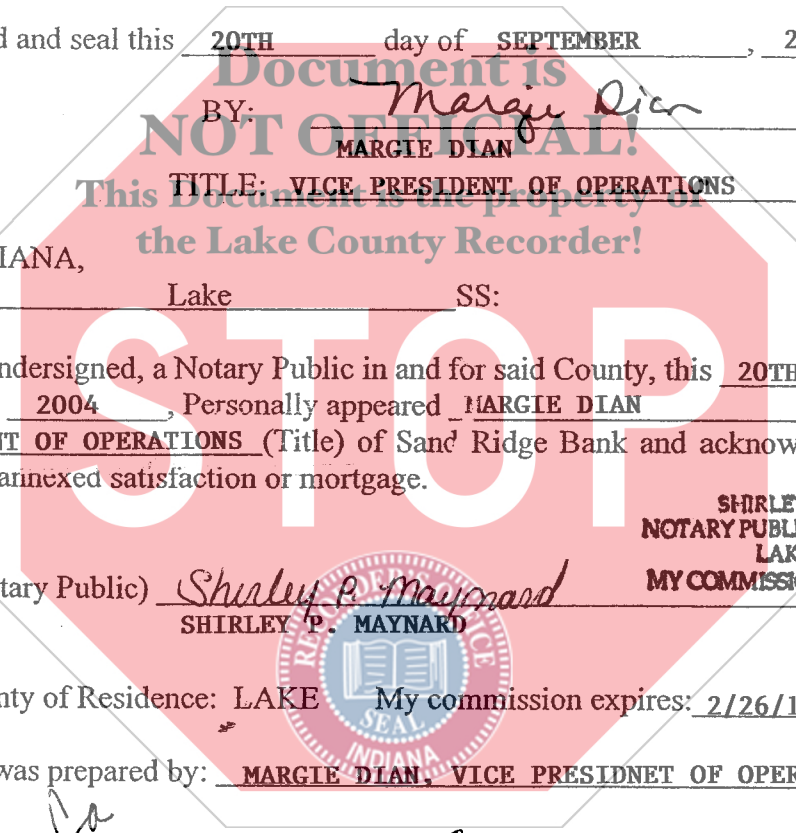 d and seal this 20TH day of SEPTEMBER , 2
Document is
BY: Margie Dian
NOT OFFICIAL!
MARGIE DIAN
TITLE: VICE PRESIDENT OF OPERATIONS
This Document is the property of
the Lake County Recorder!
IANA,
Lake SS:
STOP
ndersigned, a Notary Public in and for said County, this 20TH
2004 , Personally appeared MARGIE DIAN
NT OF OPERATIONS (Title) of Sand Ridge Bank and acknow
annexed satisfaction or mortgage.
SHIRLEY
NOTARY PUBLI
LAK
MY COMMISSI
tary Public) Shirley P. Maynard
SHIRLEY P. MAYNARD
nty of Residence: LAKE My commission expires: 2/26/1
SEAL
INDIANA
was prepared by: MARGIE DIAN, VICE PRESIDNET OF OPER